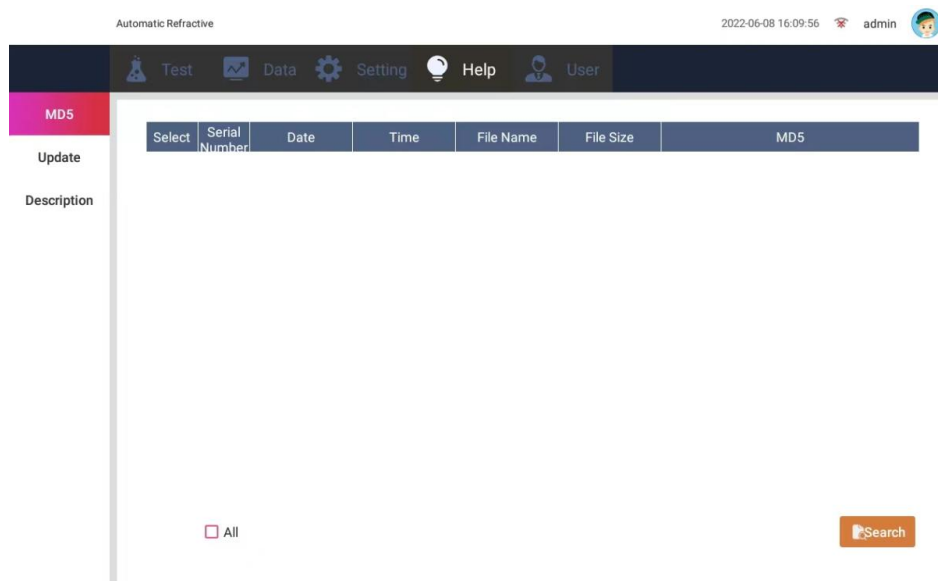 Automatic Refractive 2022-06-08 16:09:56 admin
Test Data Setting Help User
MD5
Update
Description
Select Serial Number Date Time File Name File Size MD5
All Search